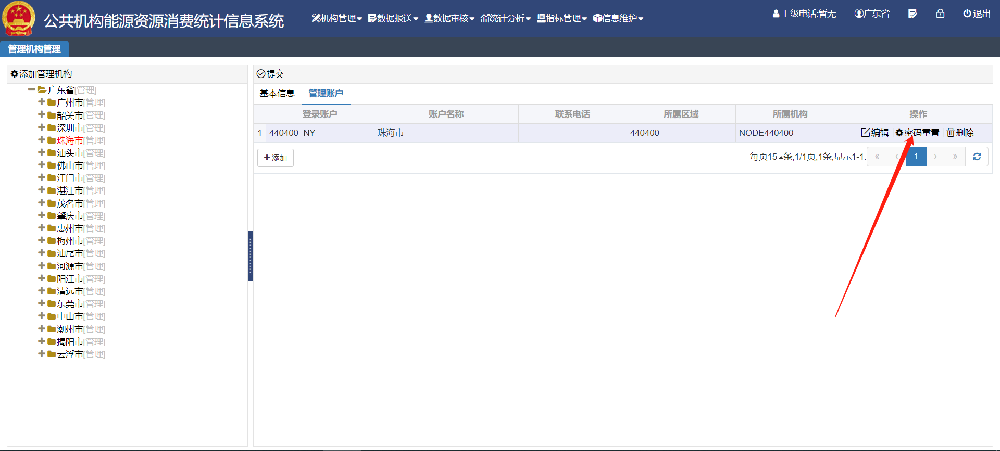 公共机构能源资源消费统计信息系统
机构管理 数据报送 数据审核 统计分析 指标管理 信息维护
上级电话:暂无 广东省 退出
管理机构管理
添加管理机构
广东省[管理]
广州市[管理]
韶关市[管理]
深圳市[管理]
珠海市[管理]
汕头市[管理]
佛山市[管理]
江门市[管理]
湛江市[管理]
茂名市[管理]
肇庆市[管理]
惠州市[管理]
梅州市[管理]
汕尾市[管理]
河源市[管理]
阳江市[管理]
清远市[管理]
东莞市[管理]
中山市[管理]
潮州市[管理]
揭阳市[管理]
云浮市[管理]
提交
基本信息 管理账户
登录账户 账户名称 联系电话 所属区域 所属机构 操作
1 440400_NY 珠海市 440400 NODE440400 编辑 密码重置 删除
添加
每页15条,1/1页,1条,显示1-1. « ‹ 1 › »